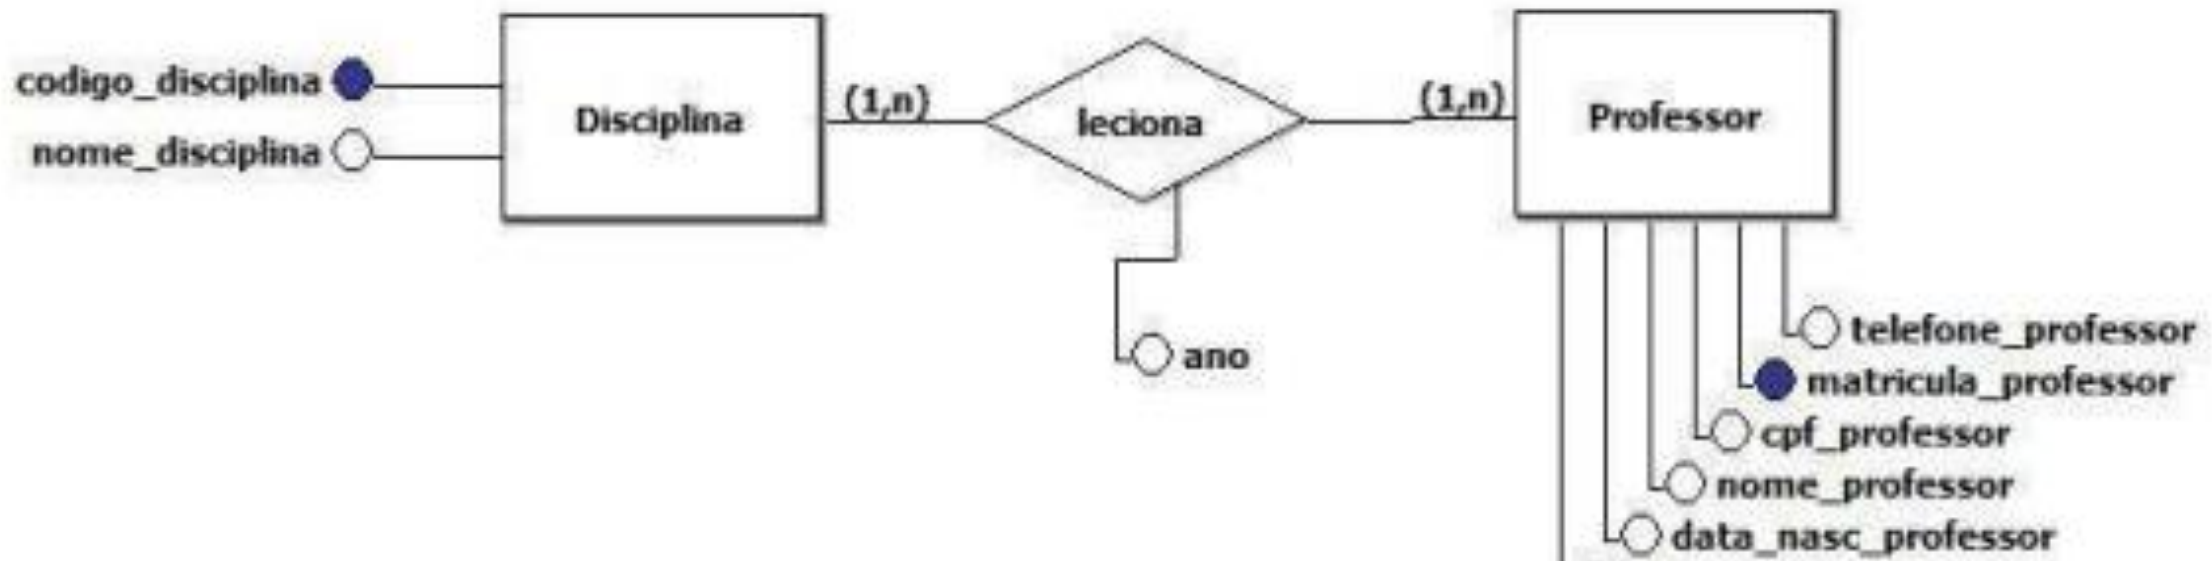 codigo_disciplina
nome_disciplina
Disciplina
(1,n)
leciona
(1,n)
Professor
ano
telefone_professor
matricula_professor
cpf_professor
nome_professor
data_nasc_professor